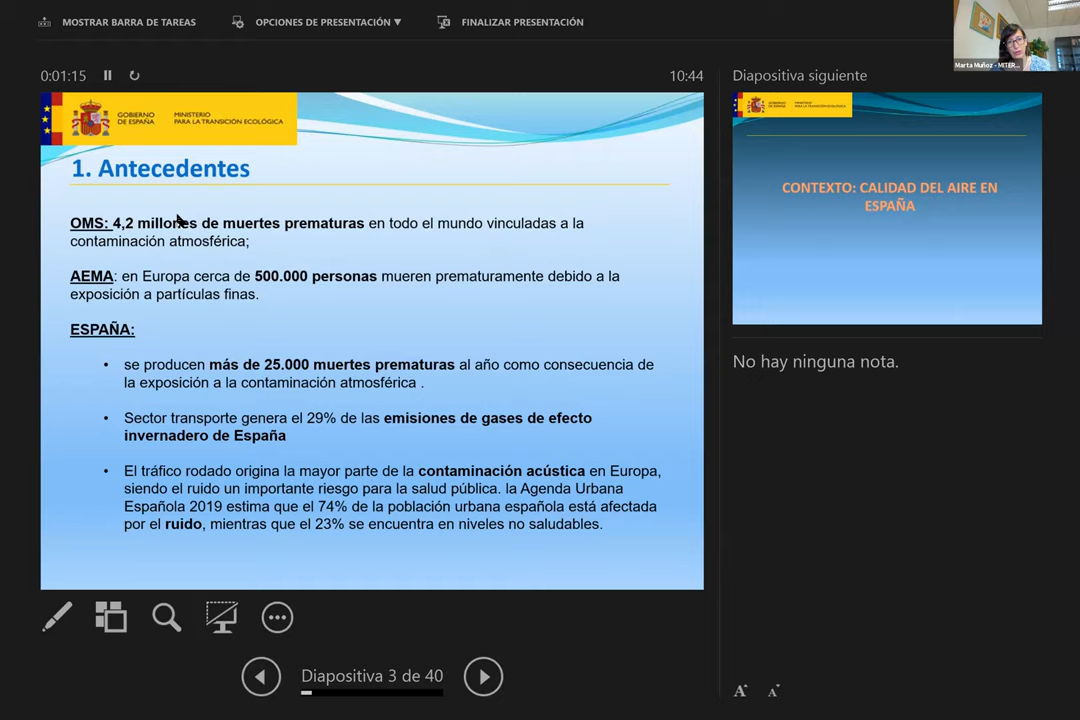 MOSTRAR BARRA DE TAREAS
OPCIONES DE PRESENTACIÓN ▼
FINALIZAR PRESENTACIÓN
Marta Muñoz - MITER...
0:01:15
10:44
Diapositiva siguiente
GOBIERNO
DE ESPAÑA
MINISTERIO
PARA LA TRANSICIÓN ECOLÓGICA
1. Antecedentes
OMS: 4,2 millones de muertes prematuras en todo el mundo vinculadas a la
contaminación atmosférica;
AEMA: en Europa cerca de 500.000 personas mueren prematuramente debido a la
exposición a partículas finas.
ESPAÑA:
• se producen más de 25.000 muertes prematuras al año como consecuencia de
la exposición a la contaminación atmosférica .
• Sector transporte genera el 29% de las emisiones de gases de efecto
invernadero de España
• El tráfico rodado origina la mayor parte de la contaminación acústica en Europa,
siendo el ruido un importante riesgo para la salud pública. la Agenda Urbana
Española 2019 estima que el 74% de la población urbana española está afectada
por el ruido, mientras que el 23% se encuentra en niveles no saludables.
GOBIERNO
DE ESPAÑA
MINISTERIO
PARA LA TRANSICIÓN ECOLÓGICA
CONTEXTO: CALIDAD DEL AIRE EN
ESPAÑA
No hay ninguna nota.
Diapositiva 3 de 40
A A